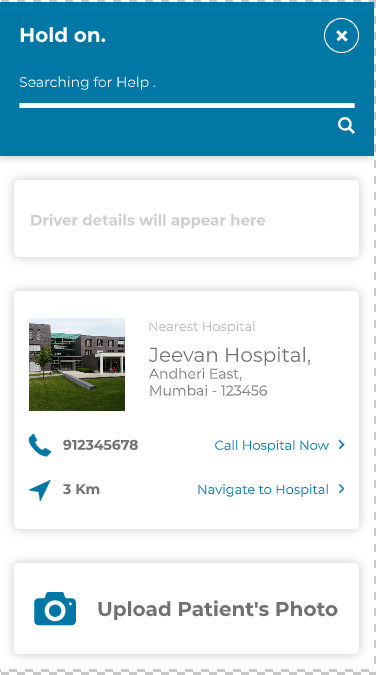 Hold on.
Searching for Help .
Driver details will appear here
Nearest Hospital
Jeevan Hospital,
Andheri East,
Mumbai - 123456
912345678
Call Hospital Now
3 Km
Navigate to Hospital
Upload Patient's Photo